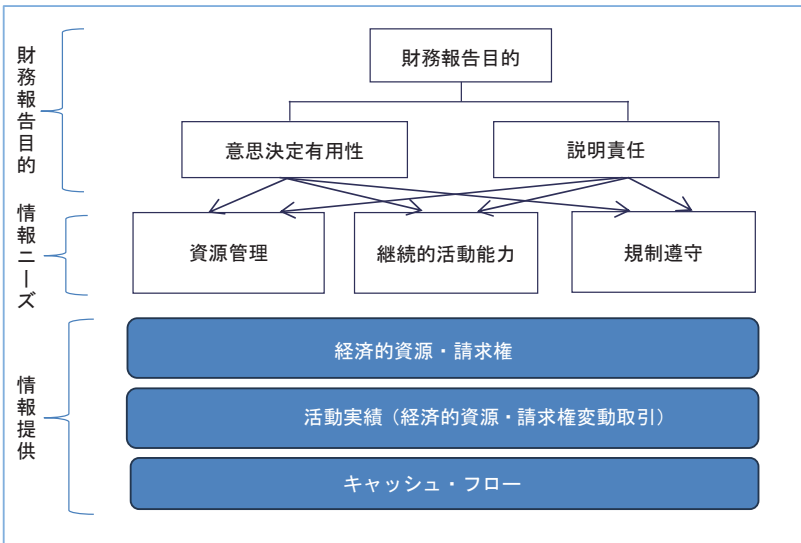 財務報告目的
財務報告目的
意思決定有用性
説明責任
情報ニーズ
資源管理
継続的活動能力
規制遵守
情報提供
経済的資源・請求権
活動実績（経済的資源・請求権変動取引）
キャッシュ・フロー